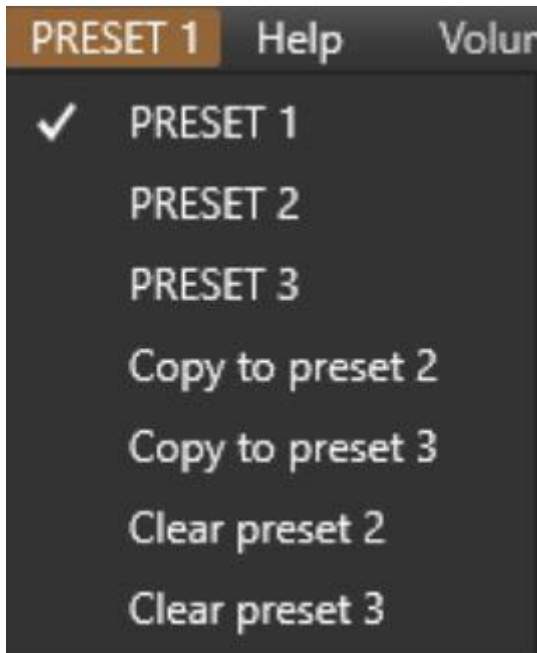 PRESET 1 Help Volu
PRESET 1
PRESET 2
PRESET 3
Copy to preset 2
Copy to preset 3
Clear preset 2
Clear preset 3